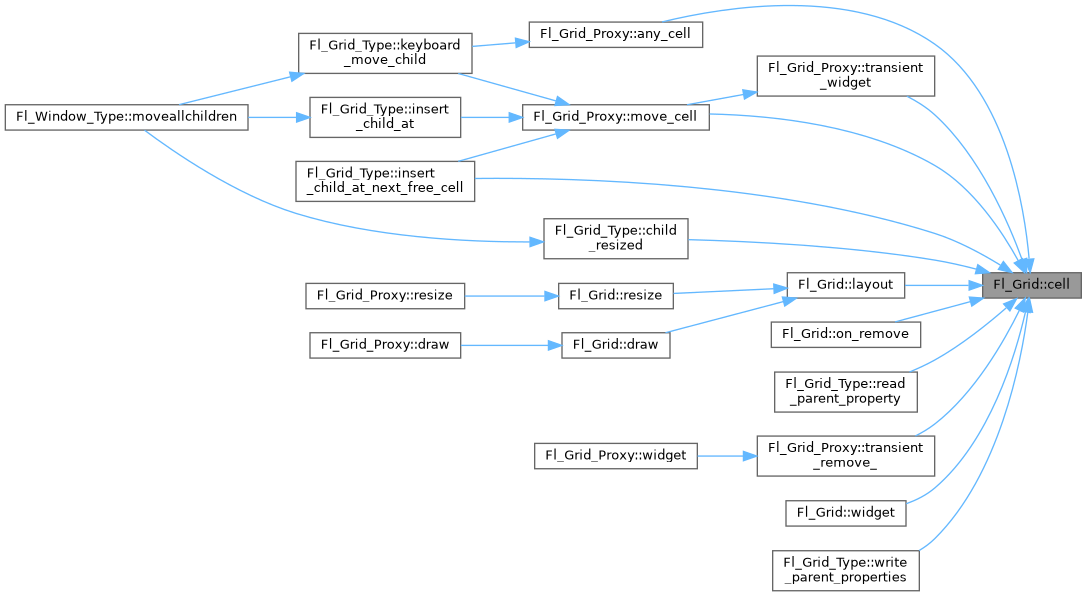 Fl_Grid_Proxy::any_cell
Fl_Grid_Type::keyboard
_move_child
Fl_Grid_Proxy::transient
_widget
Fl_Window_Type::moveallchildren
Fl_Grid_Type::insert
_child_at
Fl_Grid_Proxy::move_cell
Fl_Grid_Type::insert
_child_at_next_free_cell
Fl_Grid_Type::child
_resized
Fl_Grid::cell
Fl_Grid_Proxy::resize
Fl_Grid::resize
Fl_Grid::layout
Fl_Grid::on_remove
Fl_Grid_Proxy::draw
Fl_Grid::draw
Fl_Grid_Type::read
_parent_property
Fl_Grid_Proxy::widget
Fl_Grid_Proxy::transient
_remove_
Fl_Grid::widget
Fl_Grid_Type::write
_parent_properties